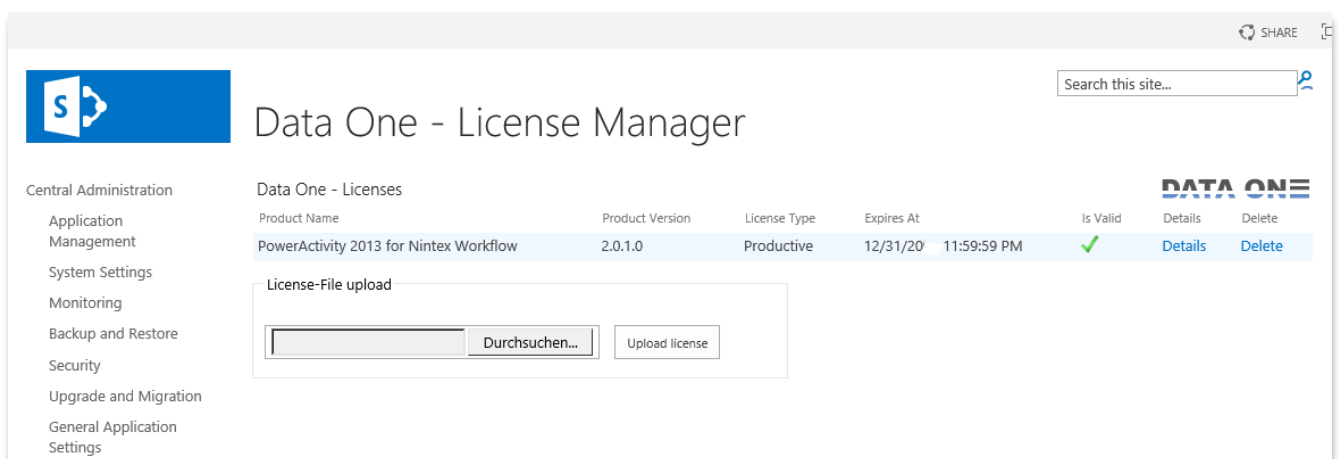 SHARE
S
Search this site...
Data One - License Manager
Central Administration
Application
Management
System Settings
Monitoring
Backup and Restore
Security
Upgrade and Migration
General Application
Settings
Data One - Licenses
DATA ONE
Product Name Product Version License Type Expires At Is Valid Details Delete
PowerActivity 2013 for Nintex Workflow 2.0.1.0 Productive 12/31/20 11:59:59 PM Details Delete
License-File upload
Durchsuchen... Upload license